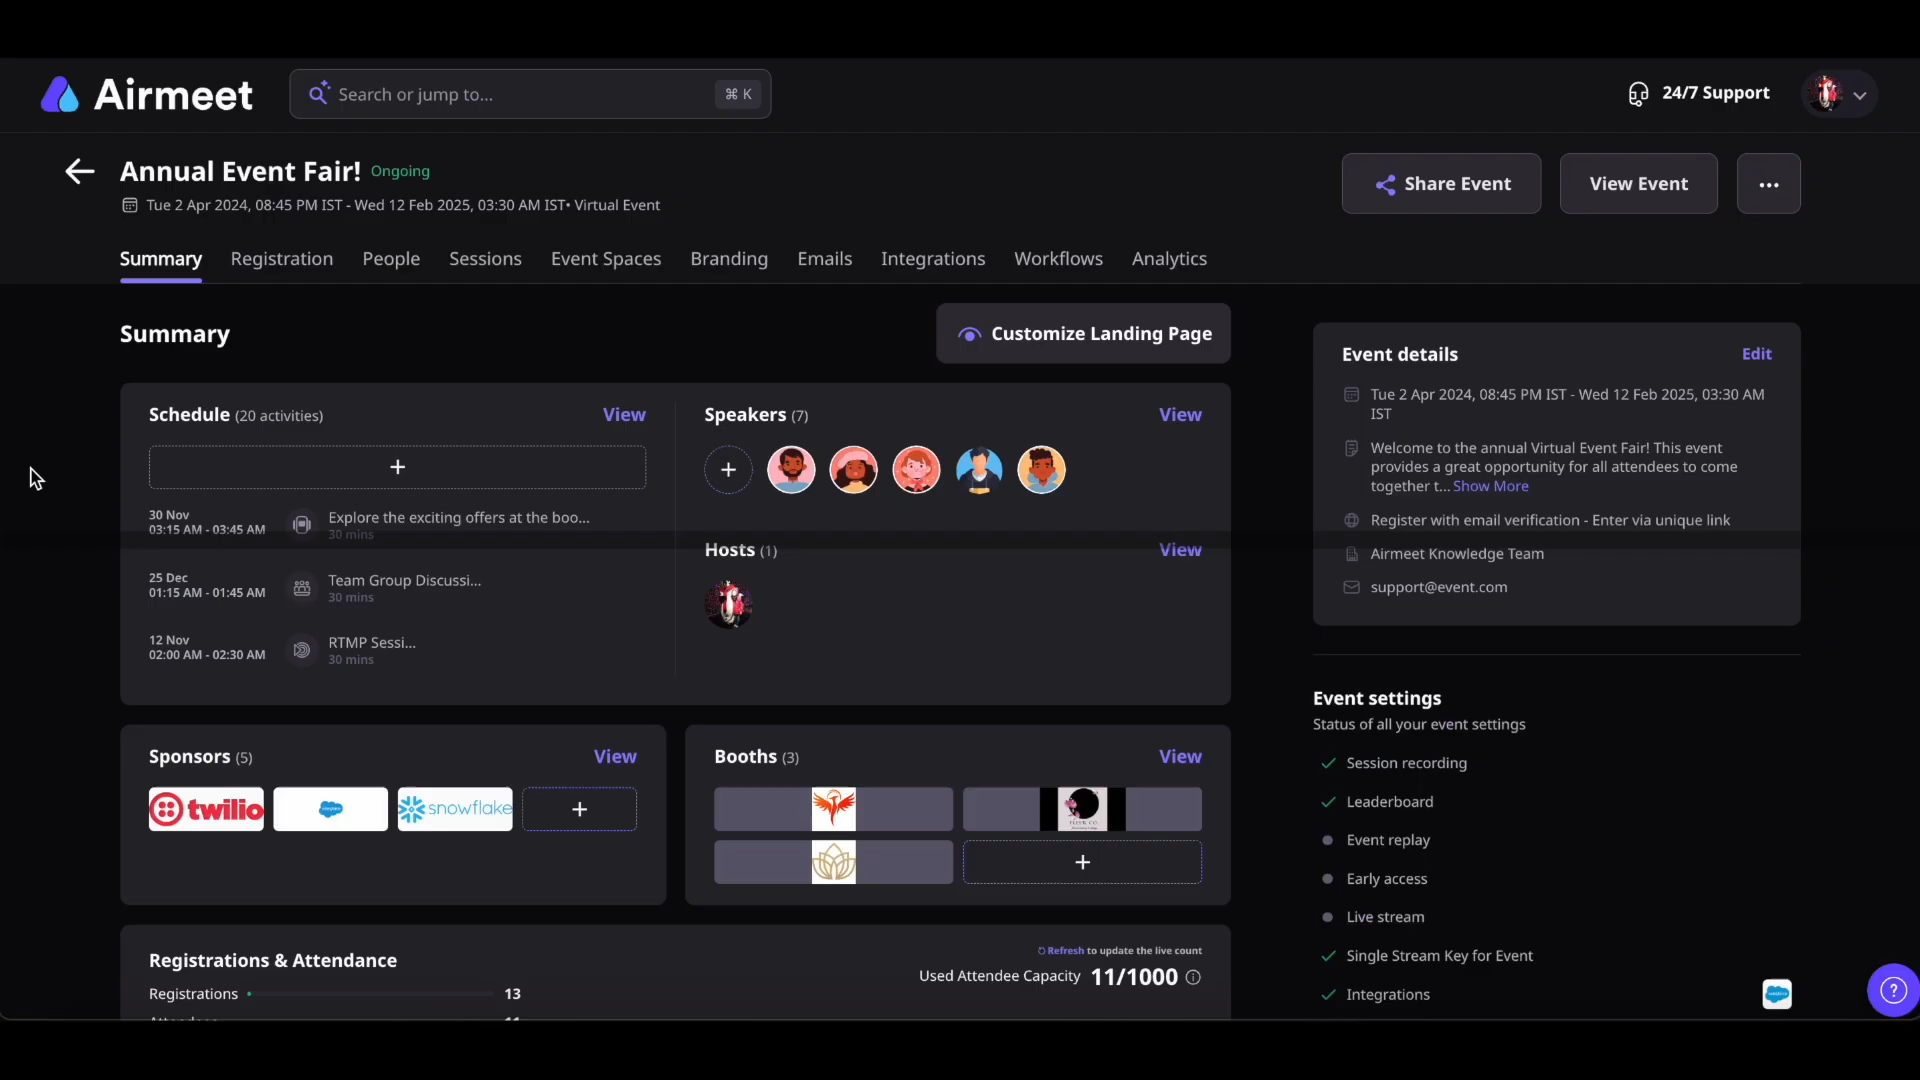 Airmeet
Search or jump to...
⌘ K
24/7 Support
Annual Event Fair! Ongoing
Tue 2 Apr 2024, 08:45 PM IST - Wed 12 Feb 2025, 03:30 AM IST• Virtual Event
Share Event
View Event
Summary
Registration
People
Sessions
Event Spaces
Branding
Emails
Integrations
Workflows
Analytics
Summary
Customize Landing Page
Schedule (20 activities)
View
30 Nov
03:15 AM - 03:45 AM
Explore the exciting offers at the boo...
30 mins
25 Dec
01:15 AM - 01:45 AM
Team Group Discussi...
30 mins
12 Nov
02:00 AM - 02:30 AM
RTMP Sessi...
30 mins
Speakers (7)
View
Hosts (1)
View
Sponsors (5)
View
twilio
snowflake
Booths (3)
View
Registrations & Attendance
Refresh to update the live count
Used Attendee Capacity 11/1000
Registrations
13
Event details
Edit
Tue 2 Apr 2024, 08:45 PM IST - Wed 12 Feb 2025, 03:30 AM
IST
Welcome to the annual Virtual Event Fair! This event
provides a great opportunity for all attendees to come
together t... Show More
Register with email verification - Enter via unique link
Airmeet Knowledge Team
support@event.com
Event settings
Status of all your event settings
Session recording
Leaderboard
Event replay
Early access
Live stream
Single Stream Key for Event
Integrations